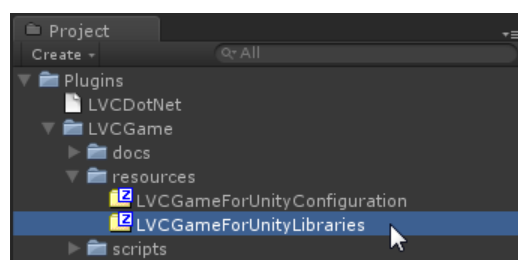 Project
Create
All
Plugins
LVCDotNet
LVCGame
docs
resources
LVCGameForUnityConfiguration
LVCGameForUnityLibraries
scripts